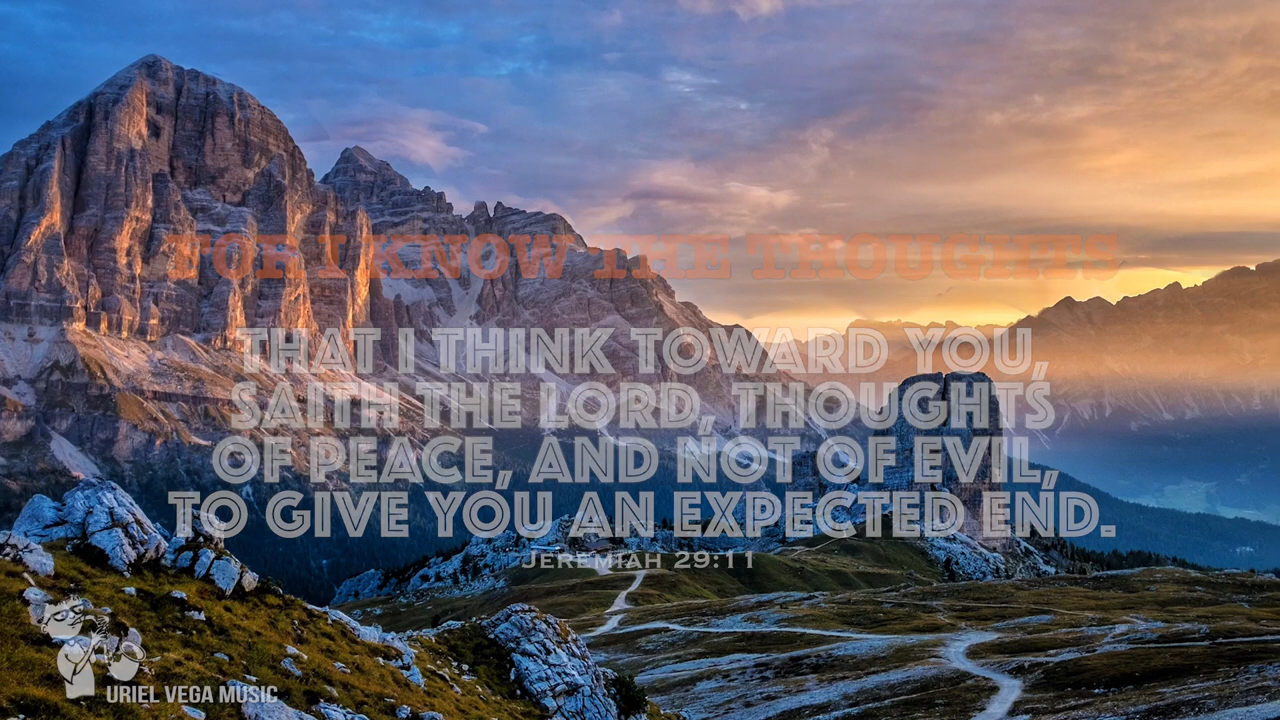 FOR I KNOW THE THOUGHTS
THAT I THINK TOWARD YOU,
SAITH THE LORD, THOUGHTS
OF PEACE, AND NOT OF EVIL,
TO GIVE YOU AN EXPECTED END.
JEREMIAH 29:11
URIEL VEGA MUSIC